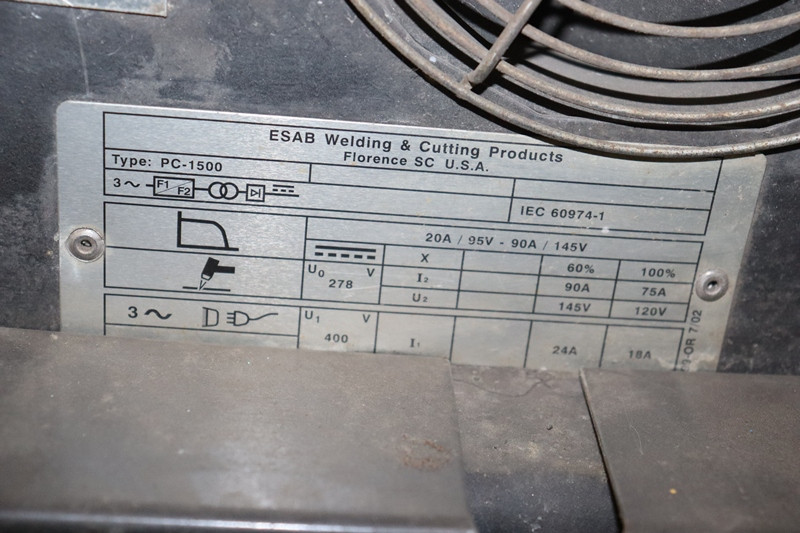 ESAB Welding & Cutting Products
Florence SC U.S.A.
Type: PC-1500
3~ F1 F2
IEC 60974-1
20A / 95V - 90A / 145V
X 60% 100%
U₀ V 278
I₂ 90A 75A
U₂ 145V 120V
3~ U₁ V 400
I₁ 24A 18A
-OR 7/02